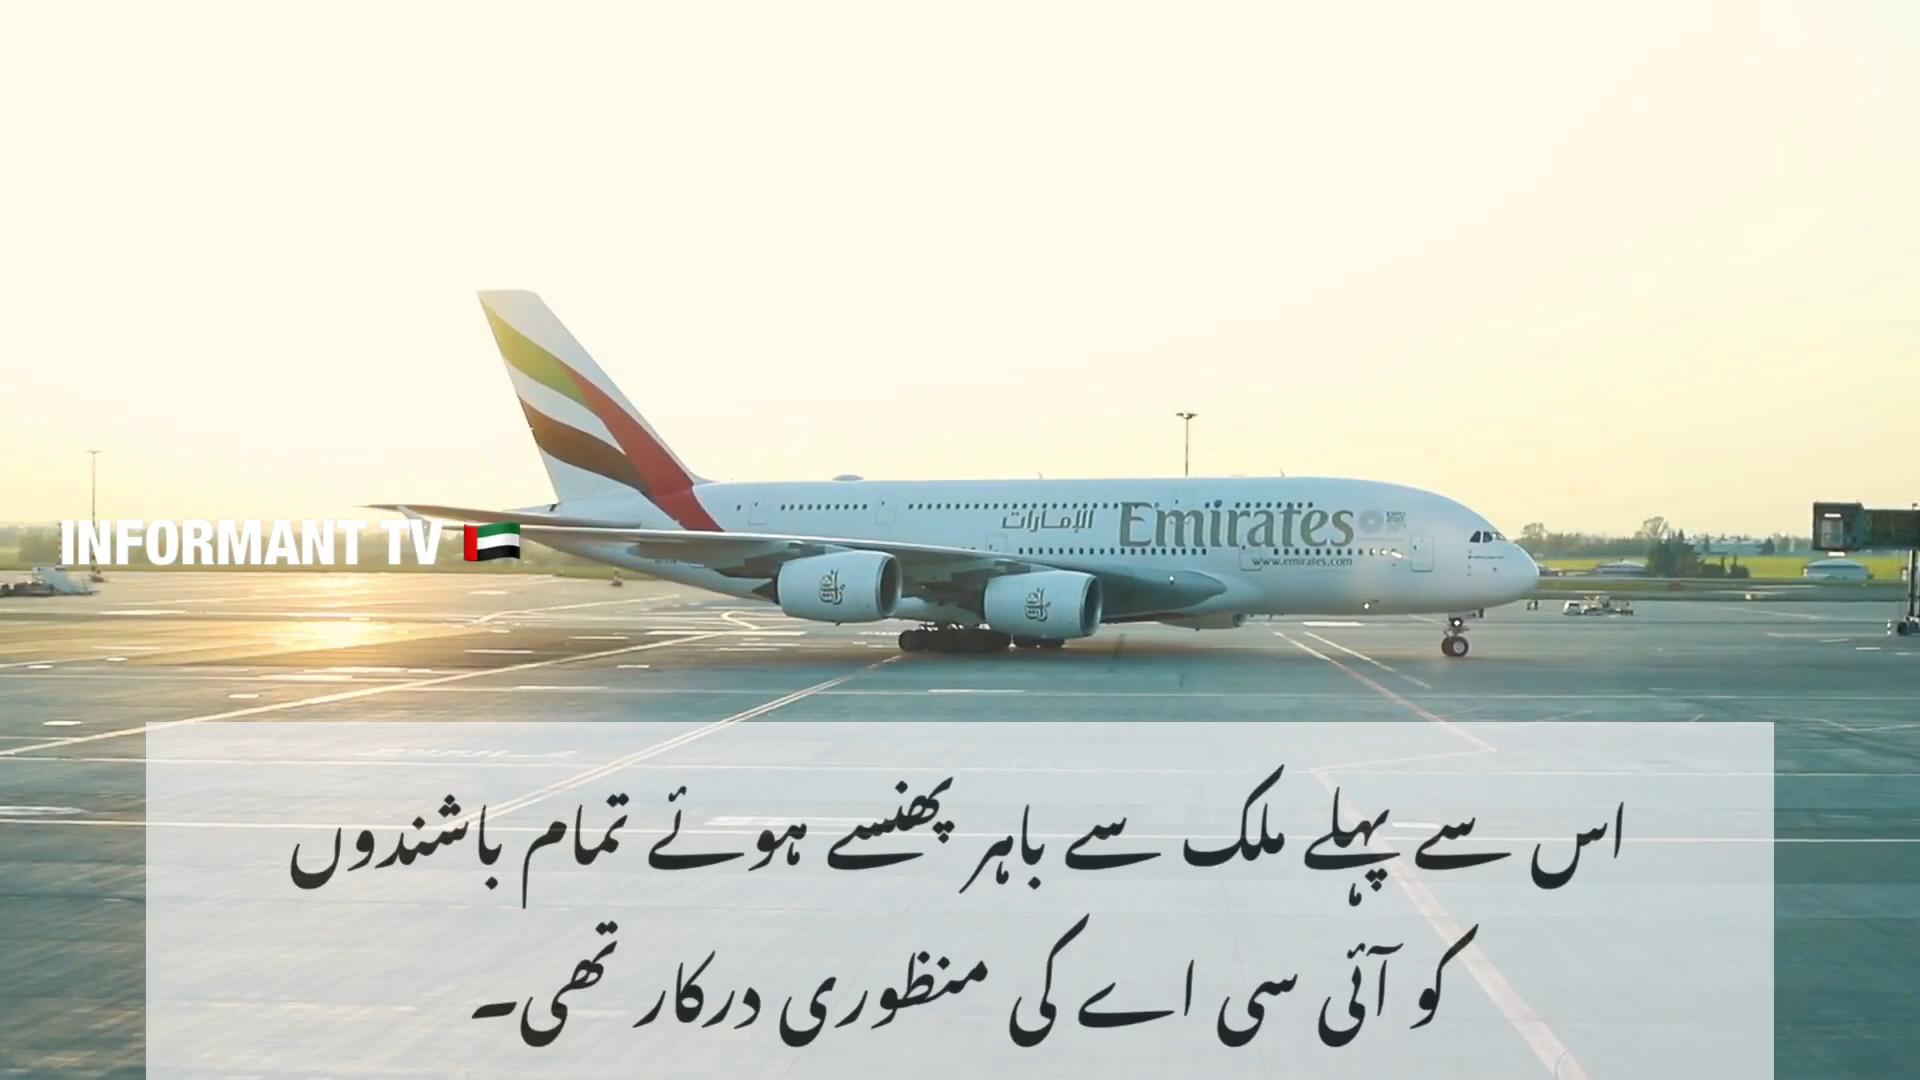 INFORMANT TV 🇦🇪
الإمارات Emirates
www.emirates.com
اس سے پہلے ملک سے باہر پھنسے ہوئے تمام باشندوں
کو آئی سی اے کی منظوری درکار تھی۔